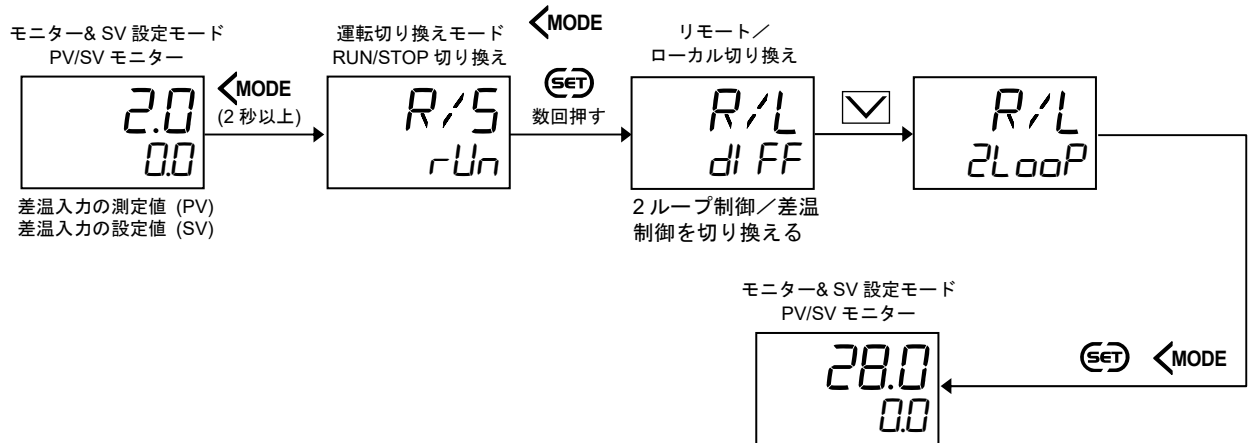 モニター& SV 設定モード
PV/SV モニター
2.0
0.0
差温入力の測定値 (PV)
差温入力の設定値 (SV)
MODE
(2 秒以上)
運転切り換えモード
RUN/STOP 切り換え
R/S
rUn
MODE
SET
数回押す
リモート／
ローカル切り換え
R/L
dI FF
2 ループ制御／差温
制御を切り換える
R/L
2LooP
SET MODE
モニター& SV 設定モード
PV/SV モニター
28.0
0.0